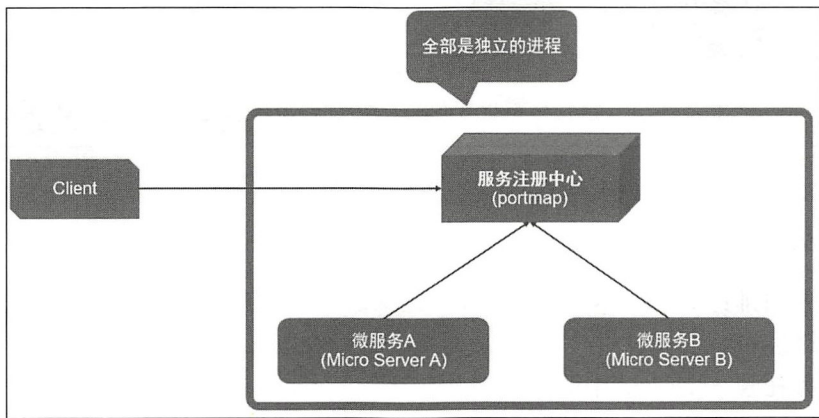 全部是独立的进程
Client
服务注册中心
(portmap)
微服务A
(Micro Server A)
微服务B
(Micro Server B)